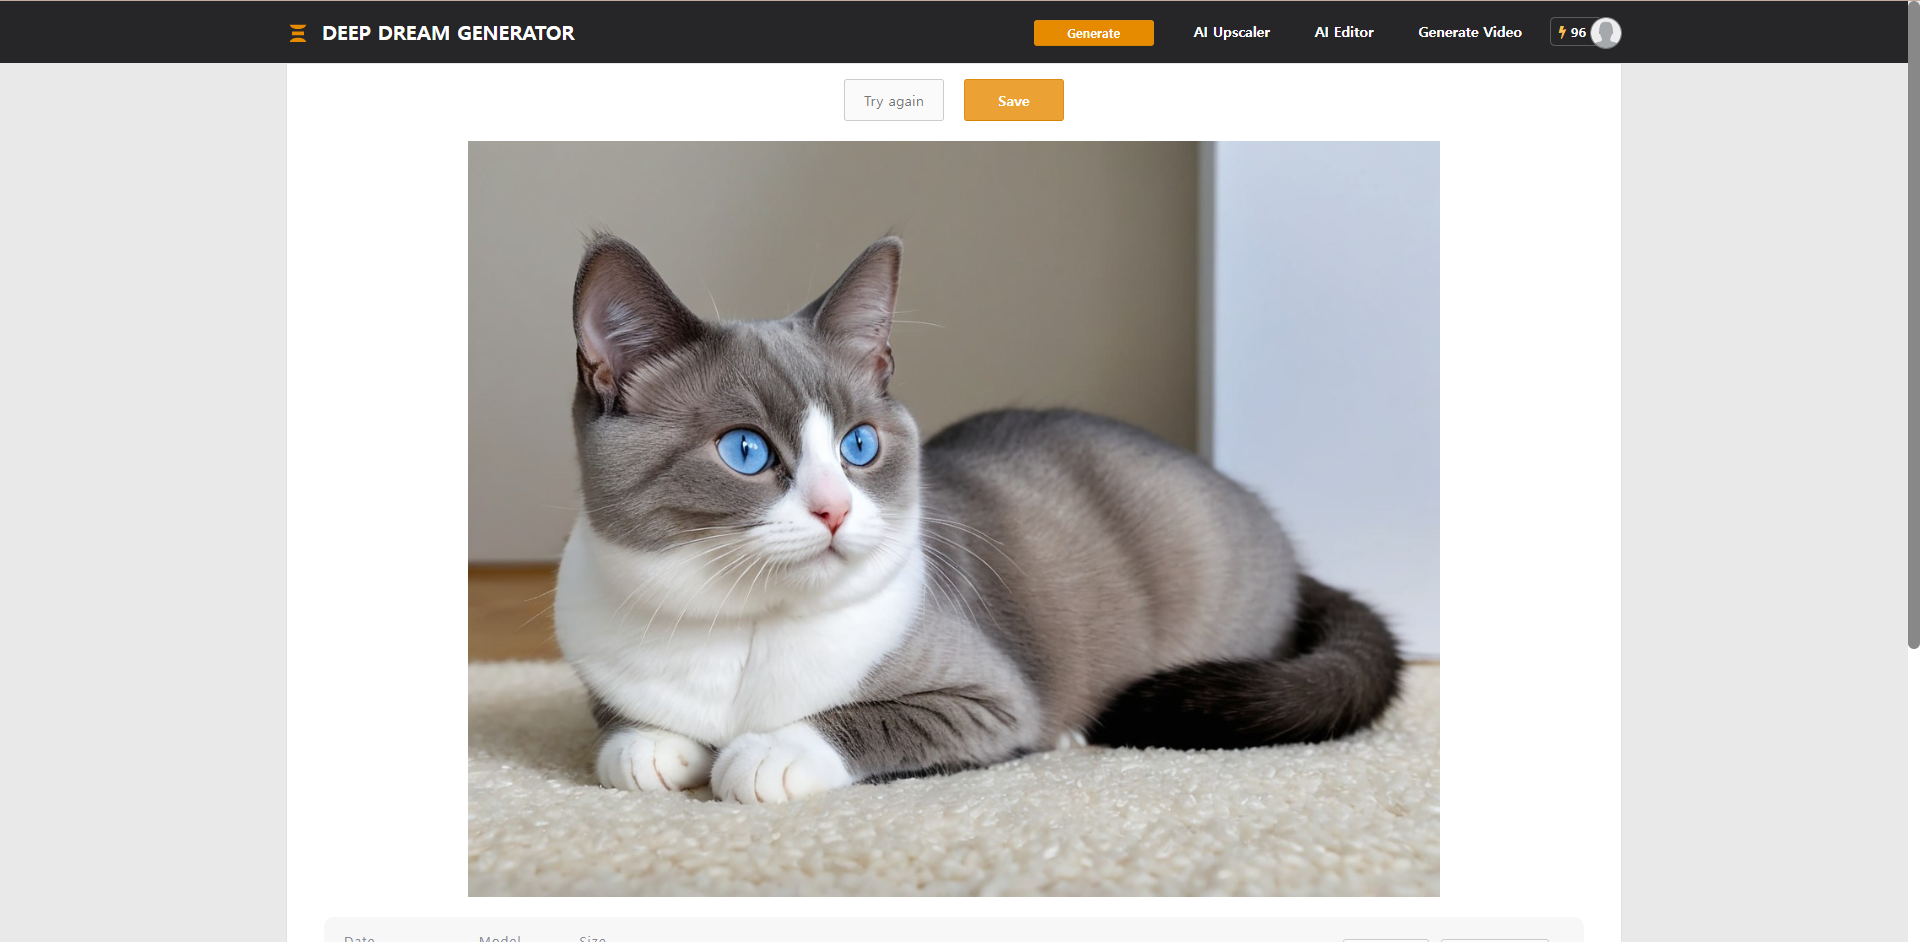 DEEP DREAM GENERATOR
Generate
AI Upscaler
AI Editor
Generate Video
96
Try again
Save
Date
Model
Size